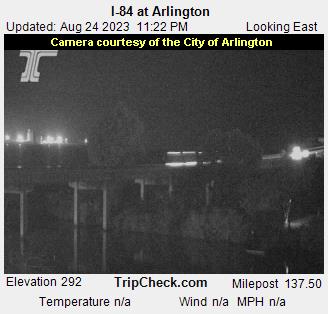 I-84 at Arlington
Updated: Aug 24 2023 11:22 PM Looking East
Camera courtesy of the City of Arlington
Elevation 292 TripCheck.com Milepost 137.50
Temperature n/a Wind n/a MPH n/a